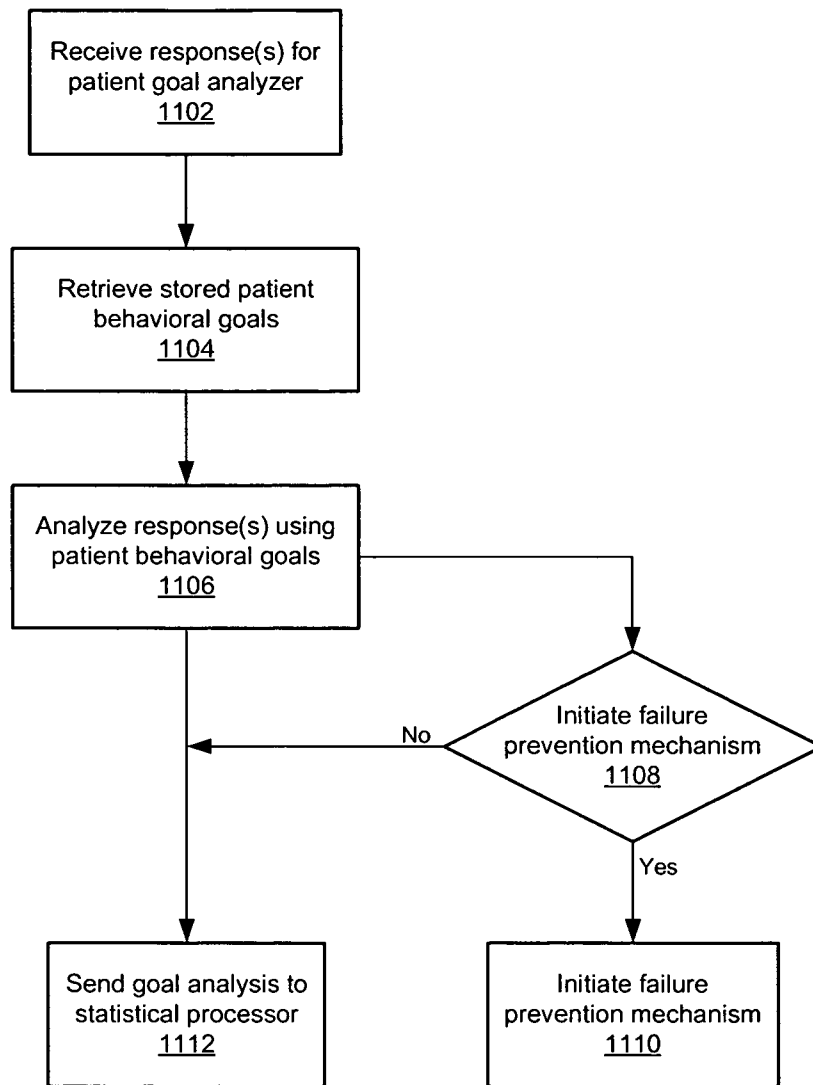 Receive response(s) for
patient goal analyzer
1102
Retrieve stored patient
behavioral goals
1104
Analyze response(s) using
patient behavioral goals
1106
Initiate failure
prevention mechanism
1108
No
Yes
Send goal analysis to
statistical processor
1112
Initiate failure
prevention mechanism
1110